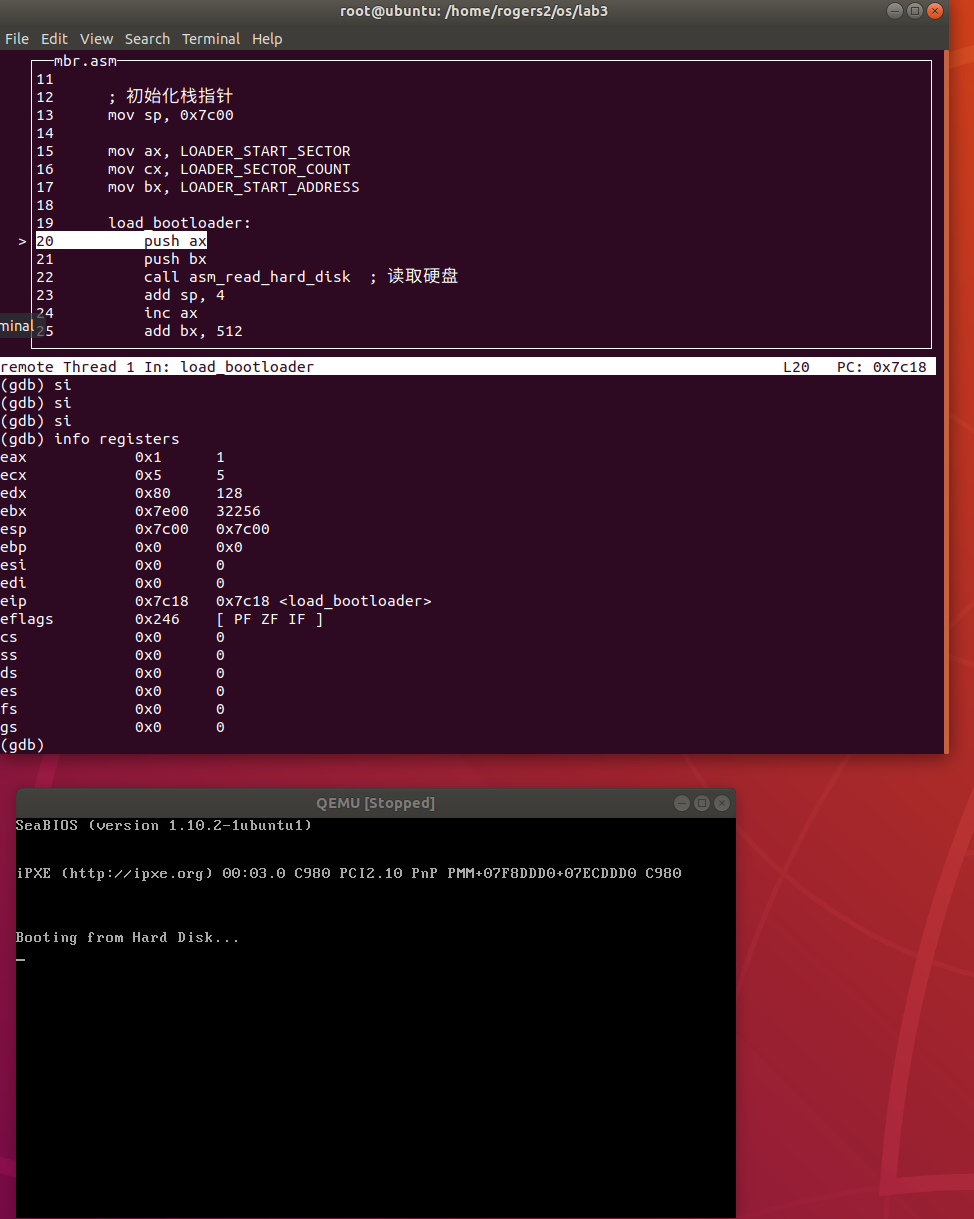 root@ubuntu: /home/rogers2/os/lab3
File Edit View Search Terminal Help
mbr.asm
11
12 ; 初始化栈指针
13 mov sp, 0x7c00
14
15 mov ax, LOADER_START_SECTOR
16 mov cx, LOADER_SECTOR_COUNT
17 mov bx, LOADER_START_ADDRESS
18
19 load_bootloader:
> 20 push ax
21 push bx
22 call asm_read_hard_disk ; 读取硬盘
23 add sp, 4
24 inc ax
minal
25 add bx, 512
remote Thread 1 In: load_bootloader L20 PC: 0x7c18
(gdb) si
(gdb) si
(gdb) si
(gdb) info registers
eax 0x1 1
ecx 0x5 5
edx 0x80 128
ebx 0x7e00 32256
esp 0x7c00 0x7c00
ebp 0x0 0x0
esi 0x0 0
edi 0x0 0
eip 0x7c18 0x7c18 <load_bootloader>
eflags 0x246 [ PF ZF IF ]
cs 0x0 0
ss 0x0 0
ds 0x0 0
es 0x0 0
fs 0x0 0
gs 0x0 0
(gdb)
QEMU [Stopped]
SeaBIOS (version 1.10.2-1ubuntu1)
iPXE (http://ipxe.org) 00:03.0 C980 PCI2.10 PnP PMM+07F8DDD0+07ECDDD0 C980
Booting from Hard Disk...
_